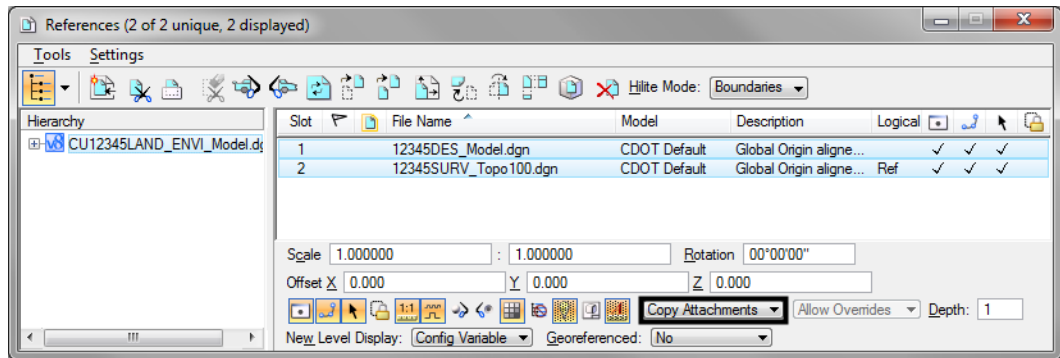 References (2 of 2 unique, 2 displayed)
Tools Settings
Hilite Mode: Boundaries
Hierarchy
CU12345LAND_ENVI_Model.d
Slot File Name Model Description Logical
1 12345DES_Model.dgn CDOT Default Global Origin aligne...
2 12345SURV_Topo100.dgn CDOT Default Global Origin aligne... Ref
Scale 1.000000 : 1.000000 Rotation 00°00'00"
Offset X 0.000 Y 0.000 Z 0.000
1:1 Copy Attachments Allow Overrides Depth: 1
New Level Display: Config Variable Georeferenced: No